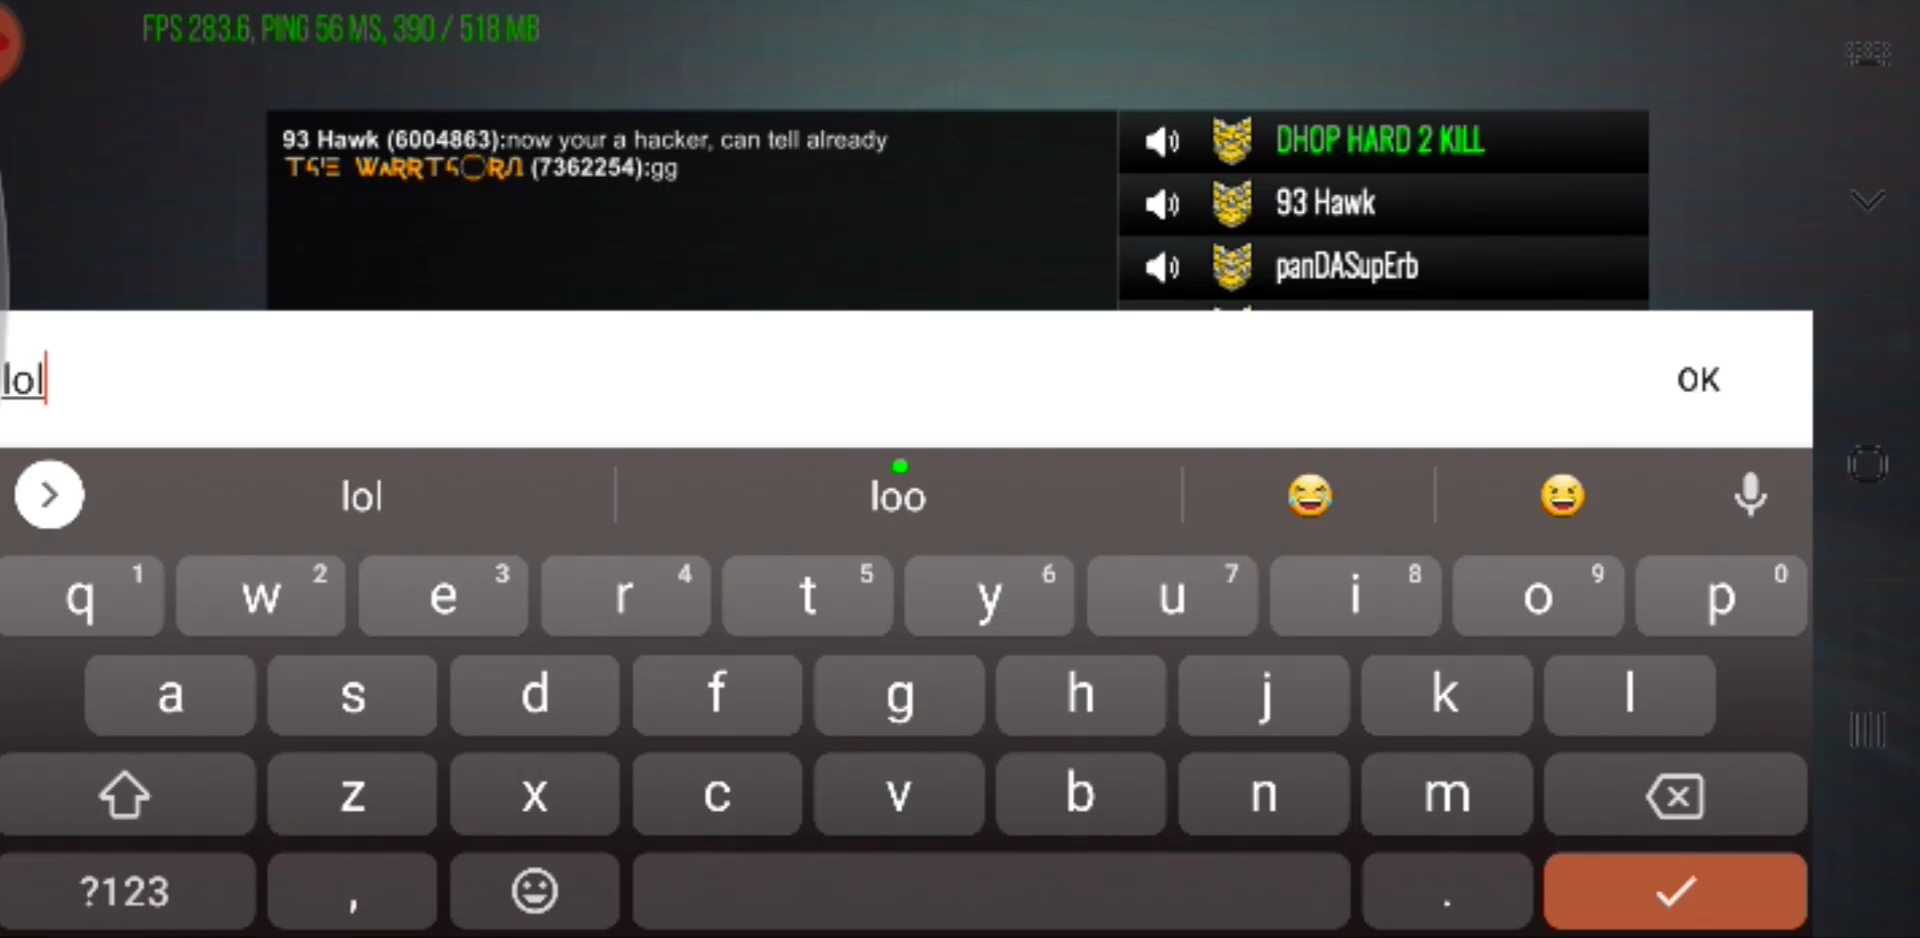 FPS 283.6, PING 56 MS, 390 / 518 MB
93 Hawk (6004863):now your a hacker, can tell already
(7362254):gg
DHOP HARD 2 KILL
93 Hawk
panDASupErb
lol
OK
lol
loo
q 1 w 2 e 3 r 4 t 5 y 6 u 7 i 8 o 9 p 0
a s d f g h j k l
z x c v b n m
?123 , .